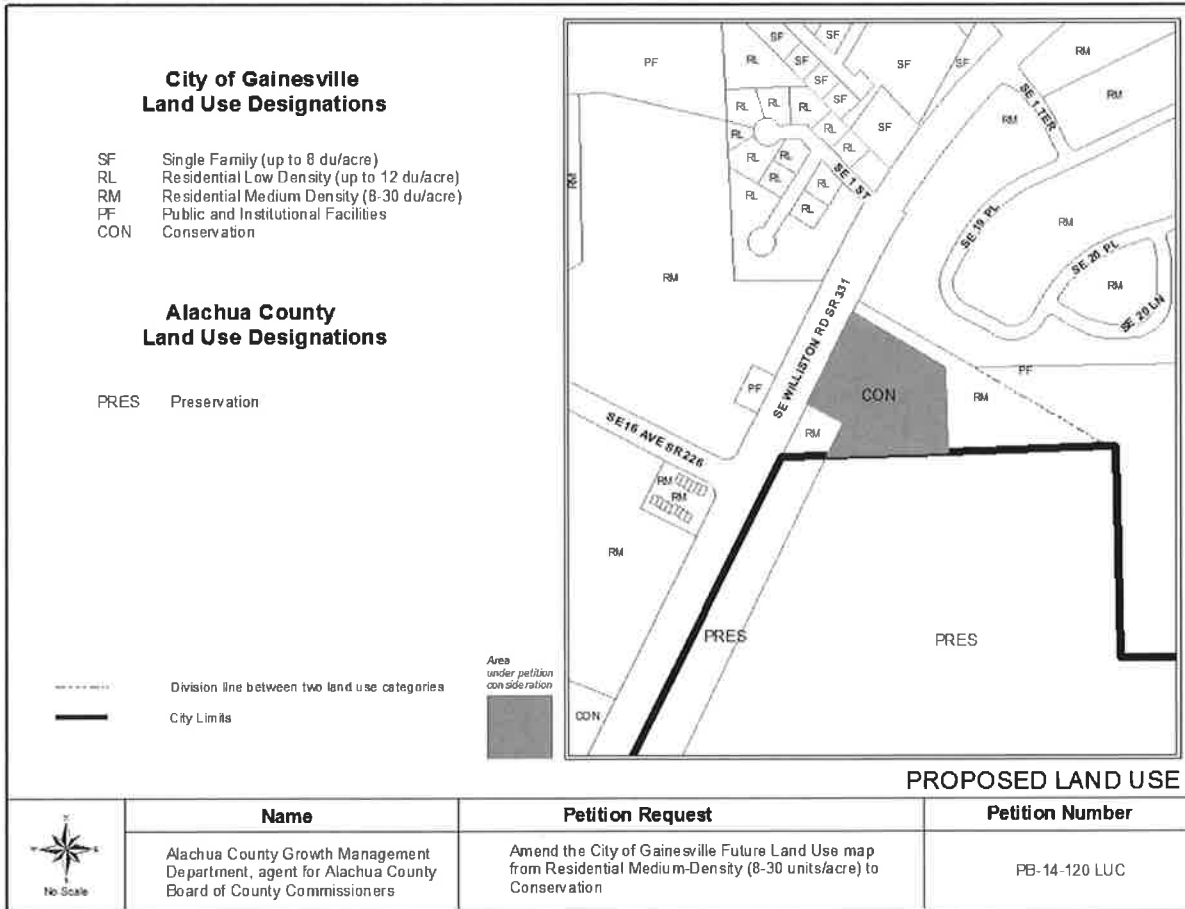 City of Gainesville
Land Use Designations
SF Single Family (up to 8 du/acre)
RL Residential Low Density (up to 12 du/acre)
RM Residential Medium Density (8-30 du/acre)
PF Public and Institutional Facilities
CON Conservation
Alachua County
Land Use Designations
PRES Preservation
Division line between two land use categories
City Limits
Area
under petition
consideration
PF
RL
SF
SF
SF
SF
SF
SF
SF
SF
RM
RM
RM
SE 1 TER
RL
RL
RL
RL
RL
RL
RL
RL
RL
RL
RL
RL
SE 1 ST
RM
RM
SE 19 PL
RM
SE 20 PL
RM
SE 20 LN
SE WILLISTON RD SR 331
PF
CON
RM
PF
RM
SE 16 AVE SR 226
RM
RM
RM
PRES
PRES
CON
PROPOSED LAND USE
N
W
E
S
No Scale
Name
Alachua County Growth Management
Department, agent for Alachua County
Board of County Commissioners
Petition Request
Amend the City of Gainesville Future Land Use map
from Residential Medium-Density (8-30 units/acre) to
Conservation
Petition Number
PB-14-120 LUC